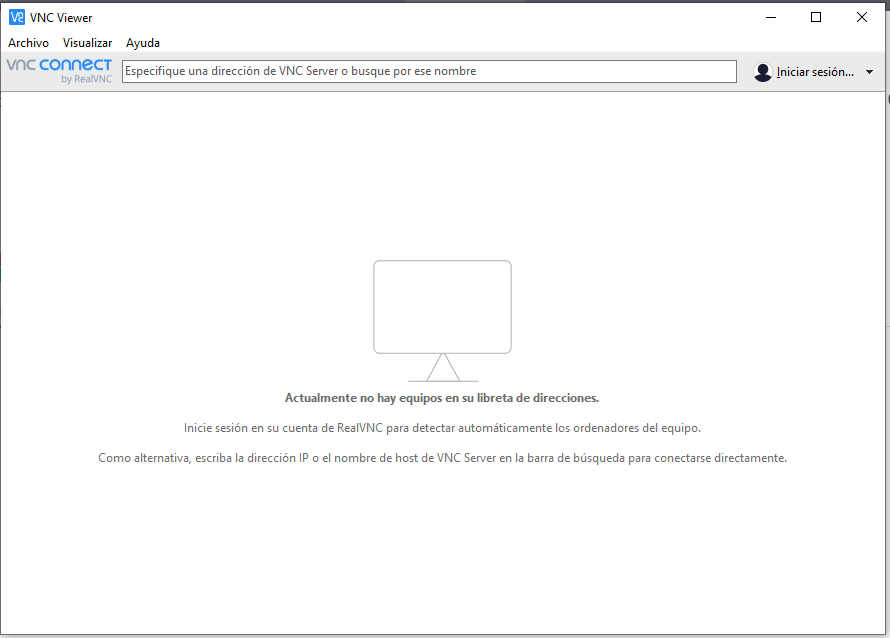 VNC Viewer
Archivo Visualizar Ayuda
vnc connect
by RealVNC
Especifique una dirección de VNC Server o busque por ese nombre
Iniciar sesión...
Actualmente no hay equipos en su libreta de direcciones.
Inicie sesión en su cuenta de RealVNC para detectar automáticamente los ordenadores del equipo.
Como alternativa, escriba la dirección IP o el nombre de host de VNC Server en la barra de búsqueda para conectarse directamente.